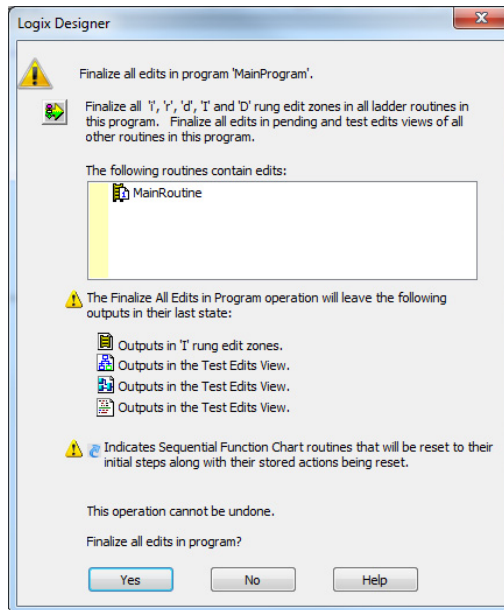 Logix Designer
Finalize all edits in program 'MainProgram'.
Finalize all 'i', 'r', 'd', 'I' and 'D' rung edit zones in all ladder routines in
this program. Finalize all edits in pending and test edits views of all
other routines in this program.
The following routines contain edits:
MainRoutine
The Finalize All Edits in Program operation will leave the following
outputs in their last state:
Outputs in 'I' rung edit zones.
Outputs in the Test Edits View.
Outputs in the Test Edits View.
Outputs in the Test Edits View.
Indicates Sequential Function Chart routines that will be reset to their
initial steps along with their stored actions being reset.
This operation cannot be undone.
Finalize all edits in program?
Yes No Help